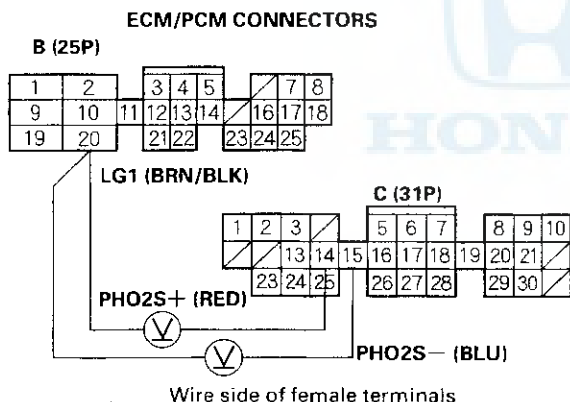 ECM/PCM CONNECTORS
B (25P)
1 2 3 4 5 7 8
9 10 11 12 13 14 16 17 18
19 20 21 22 23 24 25
LG1 (BRN/BLK)
C (31P)
1 2 3 5 6 7 8 9 10
13 14 15 16 17 18 19 20 21
23 24 25 26 27 28 29 30
PHO2S+ (RED)
V
V
PHO2S− (BLU)
Wire side of female terminals
HON